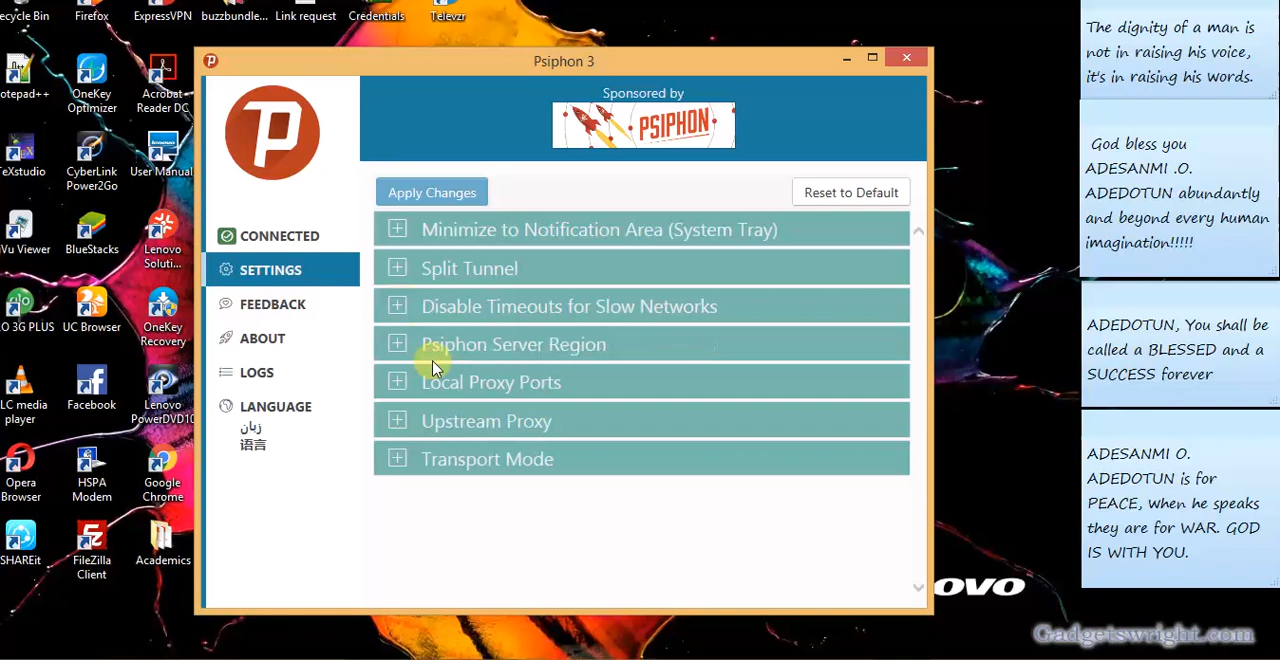 ecycle Bin
Firefox
ExpressVPN
buzzbundle...
Link request
Credentials
Televzr
otepad++
OneKey
Optimizer
Acrobat
Reader DC
TeXstudio
CyberLink
Power2Go
User Manual
jVu Viewer
BlueStacks
Lenovo
Soluti...
O 3G PLUS
UC Browser
OneKey
Recovery
LC media
player
Facebook
Lenovo
PowerDVD10
Opera
Browser
HSPA
Modem
Google
Chrome
SHAREit
FileZilla
Client
Academics
Psiphon 3
Sponsored by
PSIPHON
Apply Changes
Reset to Default
CONNECTED
SETTINGS
FEEDBACK
ABOUT
LOGS
LANGUAGE
زبان
语言
Minimize to Notification Area (System Tray)
Split Tunnel
Disable Timeouts for Slow Networks
Psiphon Server Region
Local Proxy Ports
Upstream Proxy
Transport Mode
The dignity of a man is
not in raising his voice,
it's in raising his words.
God bless you
ADESANMI .O.
ADEDOTUN abundantly
and beyond every human
imagination!!!!!
ADEDOTUN, You shall be
called a BLESSED and a
SUCCESS forever
ADESANMI O.
ADEDOTUN is for
PEACE, when he speaks
they are for WAR. GOD
IS WITH YOU.
ovo
Gadgetswright.com